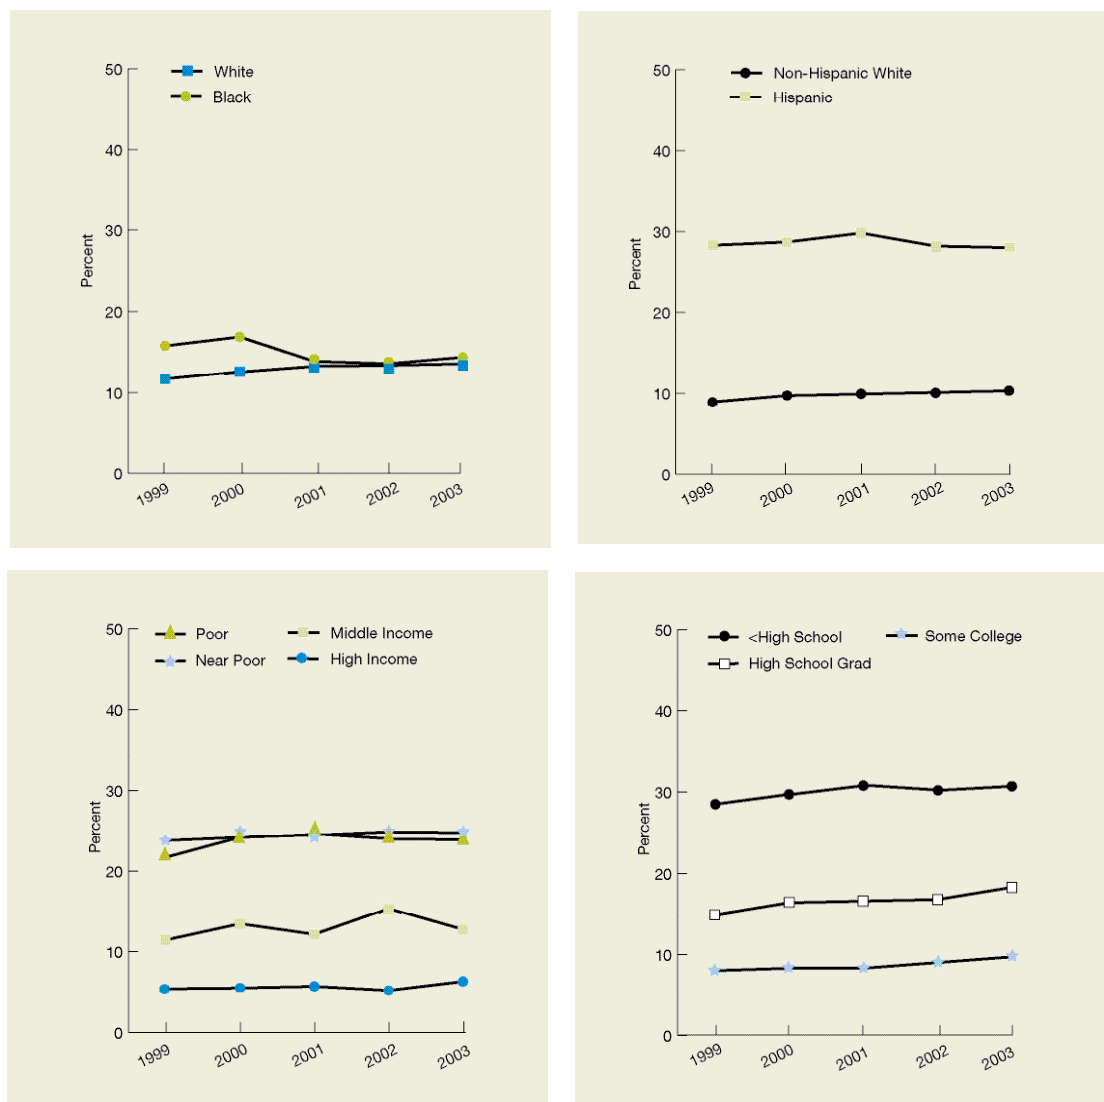 50
White
Black
40
30
Percent
20
10
0
1999 2000 2001 2002 2003
50
Non-Hispanic White
Hispanic
40
30
Percent
20
10
0
1999 2000 2001 2002 2003
50
Poor Middle Income
Near Poor High Income
40
30
Percent
20
10
0
1999 2000 2001 2002 2003
50
<High School Some College
High School Grad
40
30
Percent
20
10
0
1999 2000 2001 2002 2003